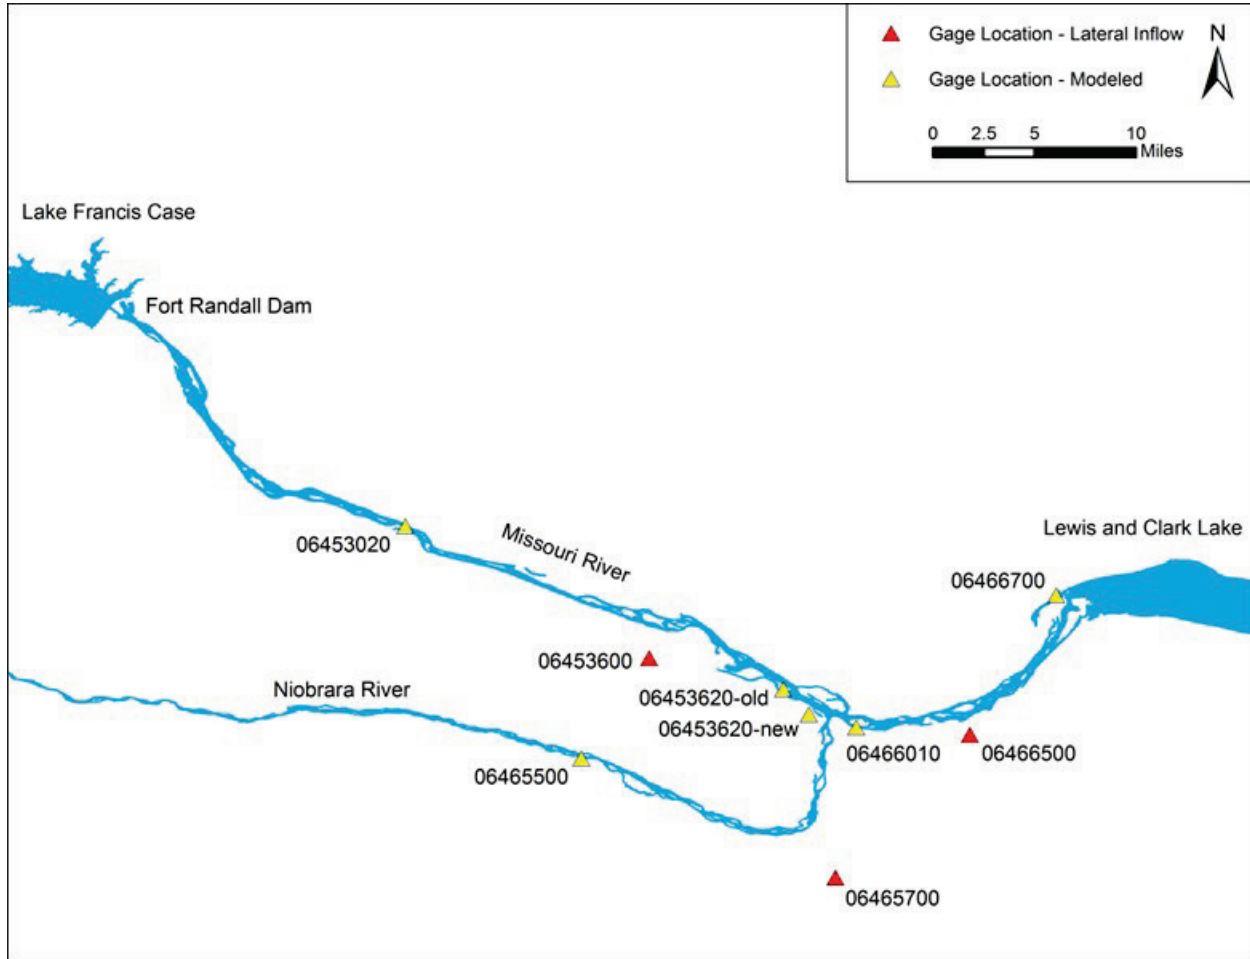 Gage Location - Lateral Inflow
N
Gage Location - Modeled
0 2.5 5 10
Miles
Lake Francis Case
Fort Randall Dam
06453020
Missouri River
Lewis and Clark Lake
06466700
06453600
Niobrara River
06453620-old
06453620-new
06466010
06466500
06465500
06465700